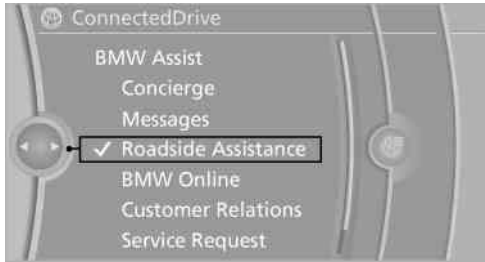 ConnectedDrive
BMW Assist
Concierge
Messages
Roadside Assistance
BMW Online
Customer Relations
Service Request